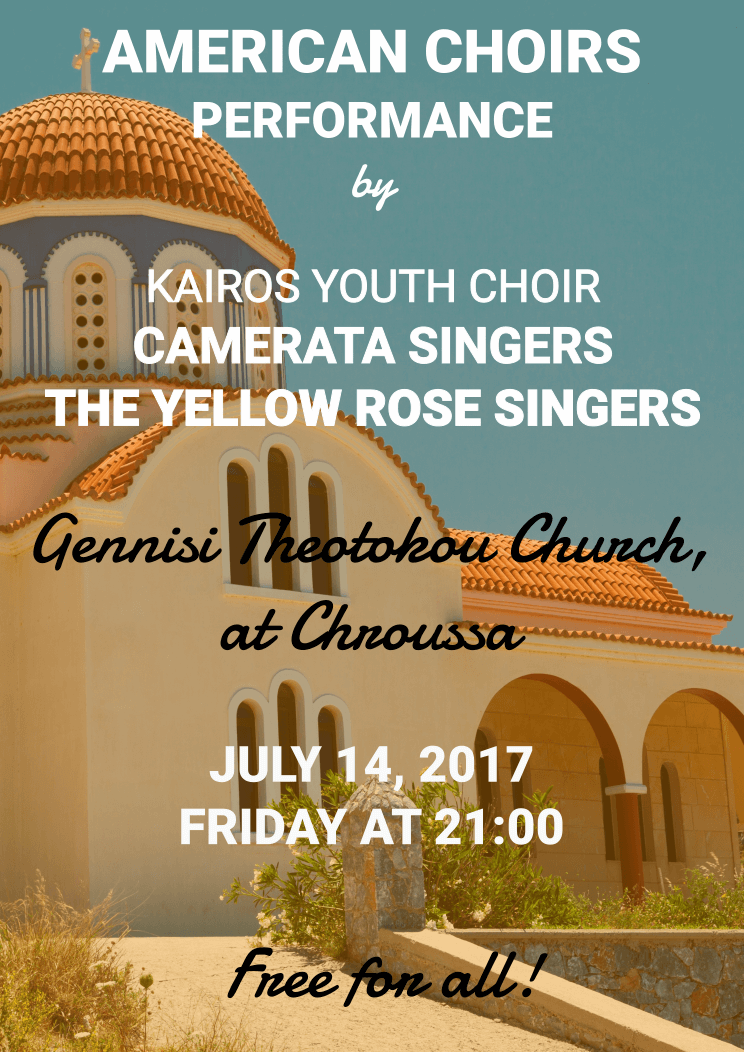 AMERICAN CHOIRS
PERFORMANCE
by
KAIROS YOUTH CHOIR
CAMERATA SINGERS
THE YELLOW ROSE SINGERS
Gennisi Theotokou Church,
at Chroussa
JULY 14, 2017
FRIDAY AT 21:00
Free for all!